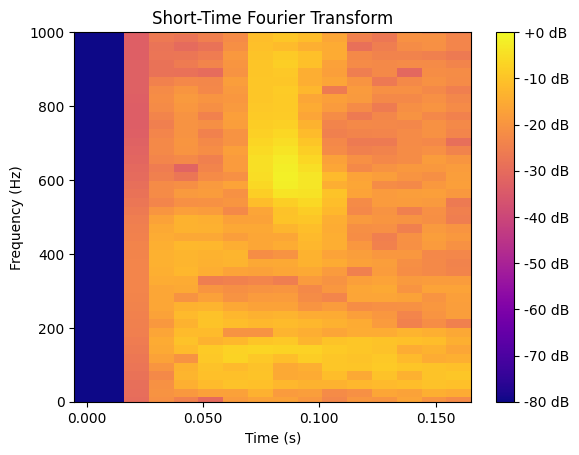 Short-Time Fourier Transform
1000
800
600
400
200
0
Frequency (Hz)
0.000
0.050
0.100
0.150
Time (s)
+0 dB
-10 dB
-20 dB
-30 dB
-40 dB
-50 dB
-60 dB
-70 dB
-80 dB